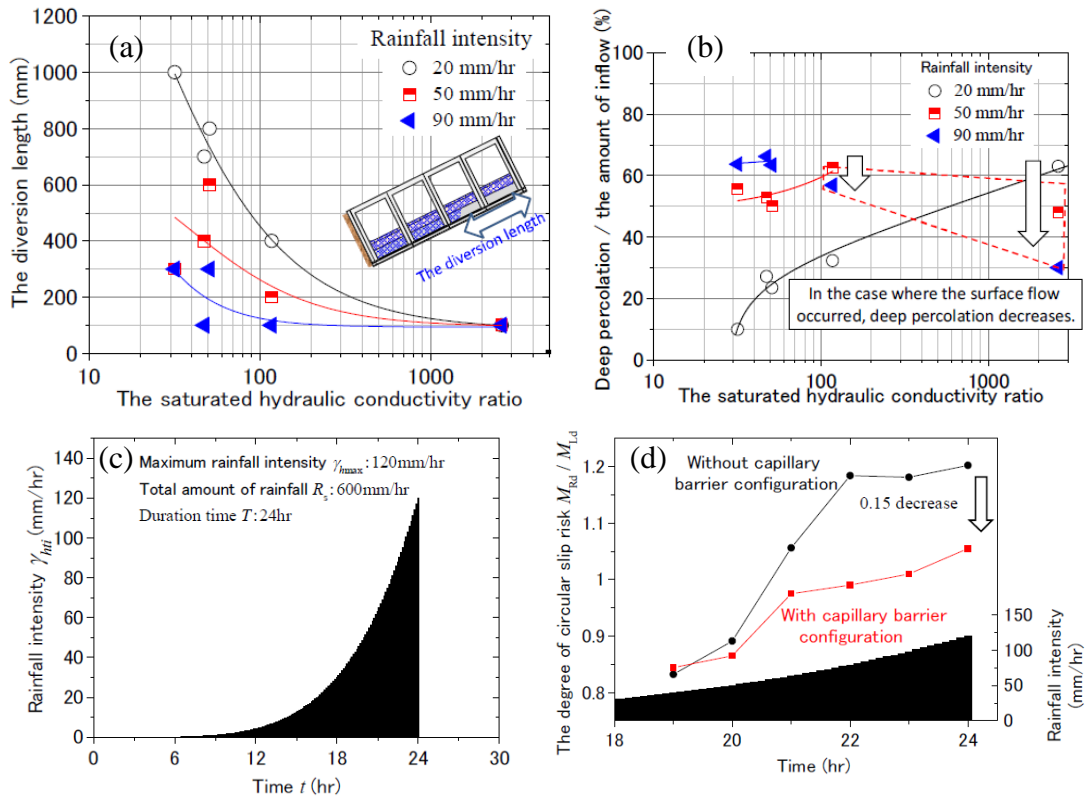 (a)
Rainfall intensity
20 mm/hr
50 mm/hr
90 mm/hr
The diversion length
The diversion length (mm)
1200
1000
800
600
400
200
0
10
100
1000
The saturated hydraulic conductivity ratio
(b)
Rainfall intensity
20 mm/hr
50 mm/hr
90 mm/hr
In the case where the surface flow
occurred, deep percolation decreases.
Deep percolation / the amount of inflow (%)
100
80
60
40
20
0
10
100
1000
The saturated hydraulic conductivity ratio
(c)
Maximum rainfall intensity γhmax:120mm/hr
Total amount of rainfall Rs:600mm/hr
Duration time T:24hr
Rainfall intensity γhti (mm/hr)
140
120
100
80
60
40
20
0
0
6
12
18
24
30
Time t (hr)
(d)
Without capillary
barrier configuration
0.15 decrease
With capillary barrier
configuration
The degree of circular slip risk MRd / MLd
1.2
1.1
1
0.9
0.8
150
100
50
0
Rainfall intensity
(mm/hr)
18
20
22
24
Time (hr)